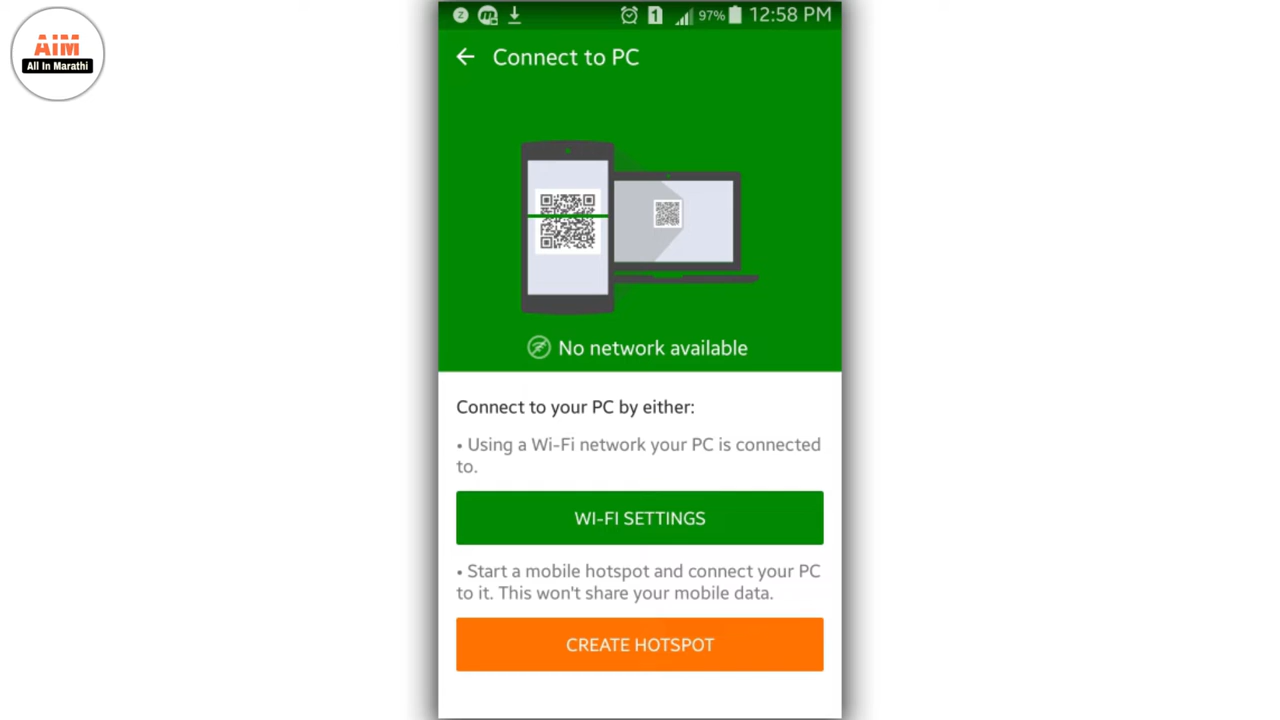 AiM
All In Marathi
1 97% 12:58 PM
Connect to PC
No network available
Connect to your PC by either:
• Using a Wi-Fi network your PC is connected
to.
WI-FI SETTINGS
• Start a mobile hotspot and connect your PC
to it. This won't share your mobile data.
CREATE HOTSPOT